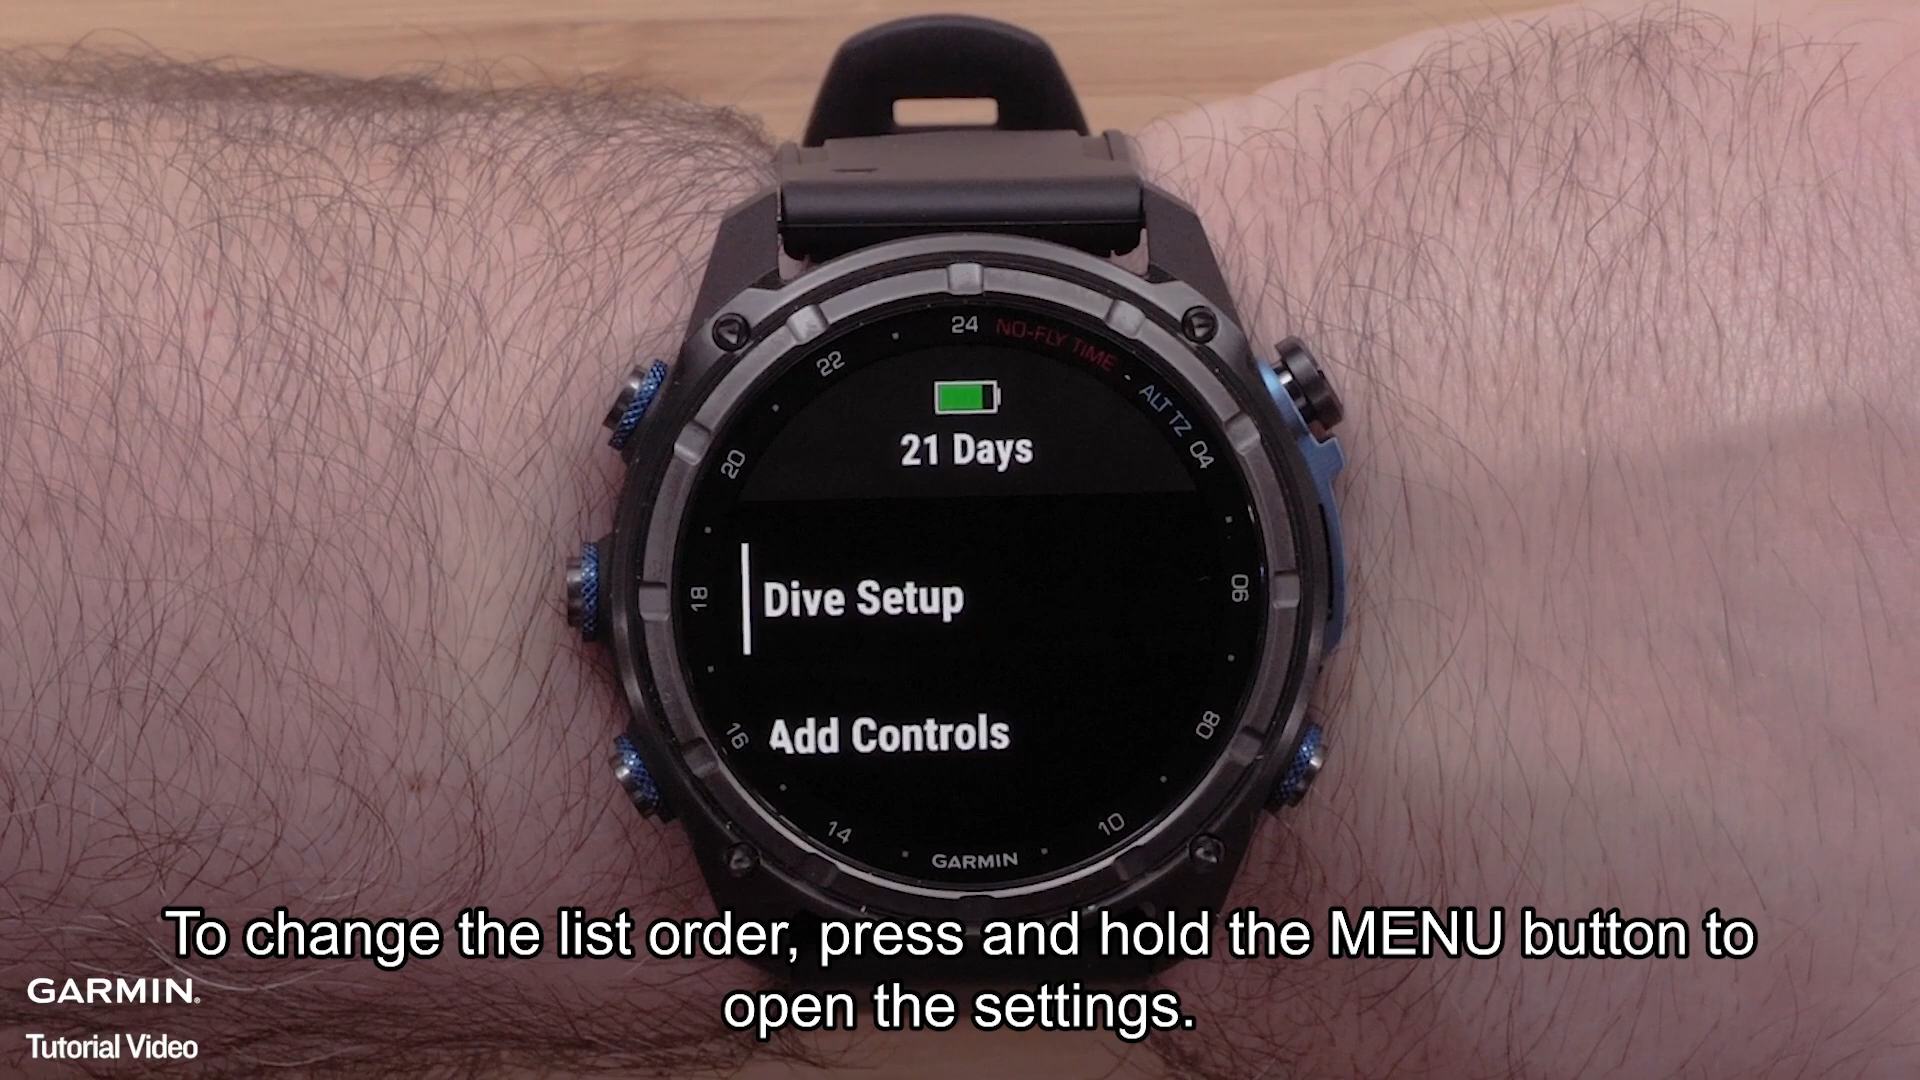 24
NO-FLY TIME
22
ALT TZ
20
04
21 Days
18
Dive Setup
06
16
Add Controls
08
14
10
GARMIN
To change the list order, press and hold the MENU button to
open the settings.
GARMIN®
Tutorial Video